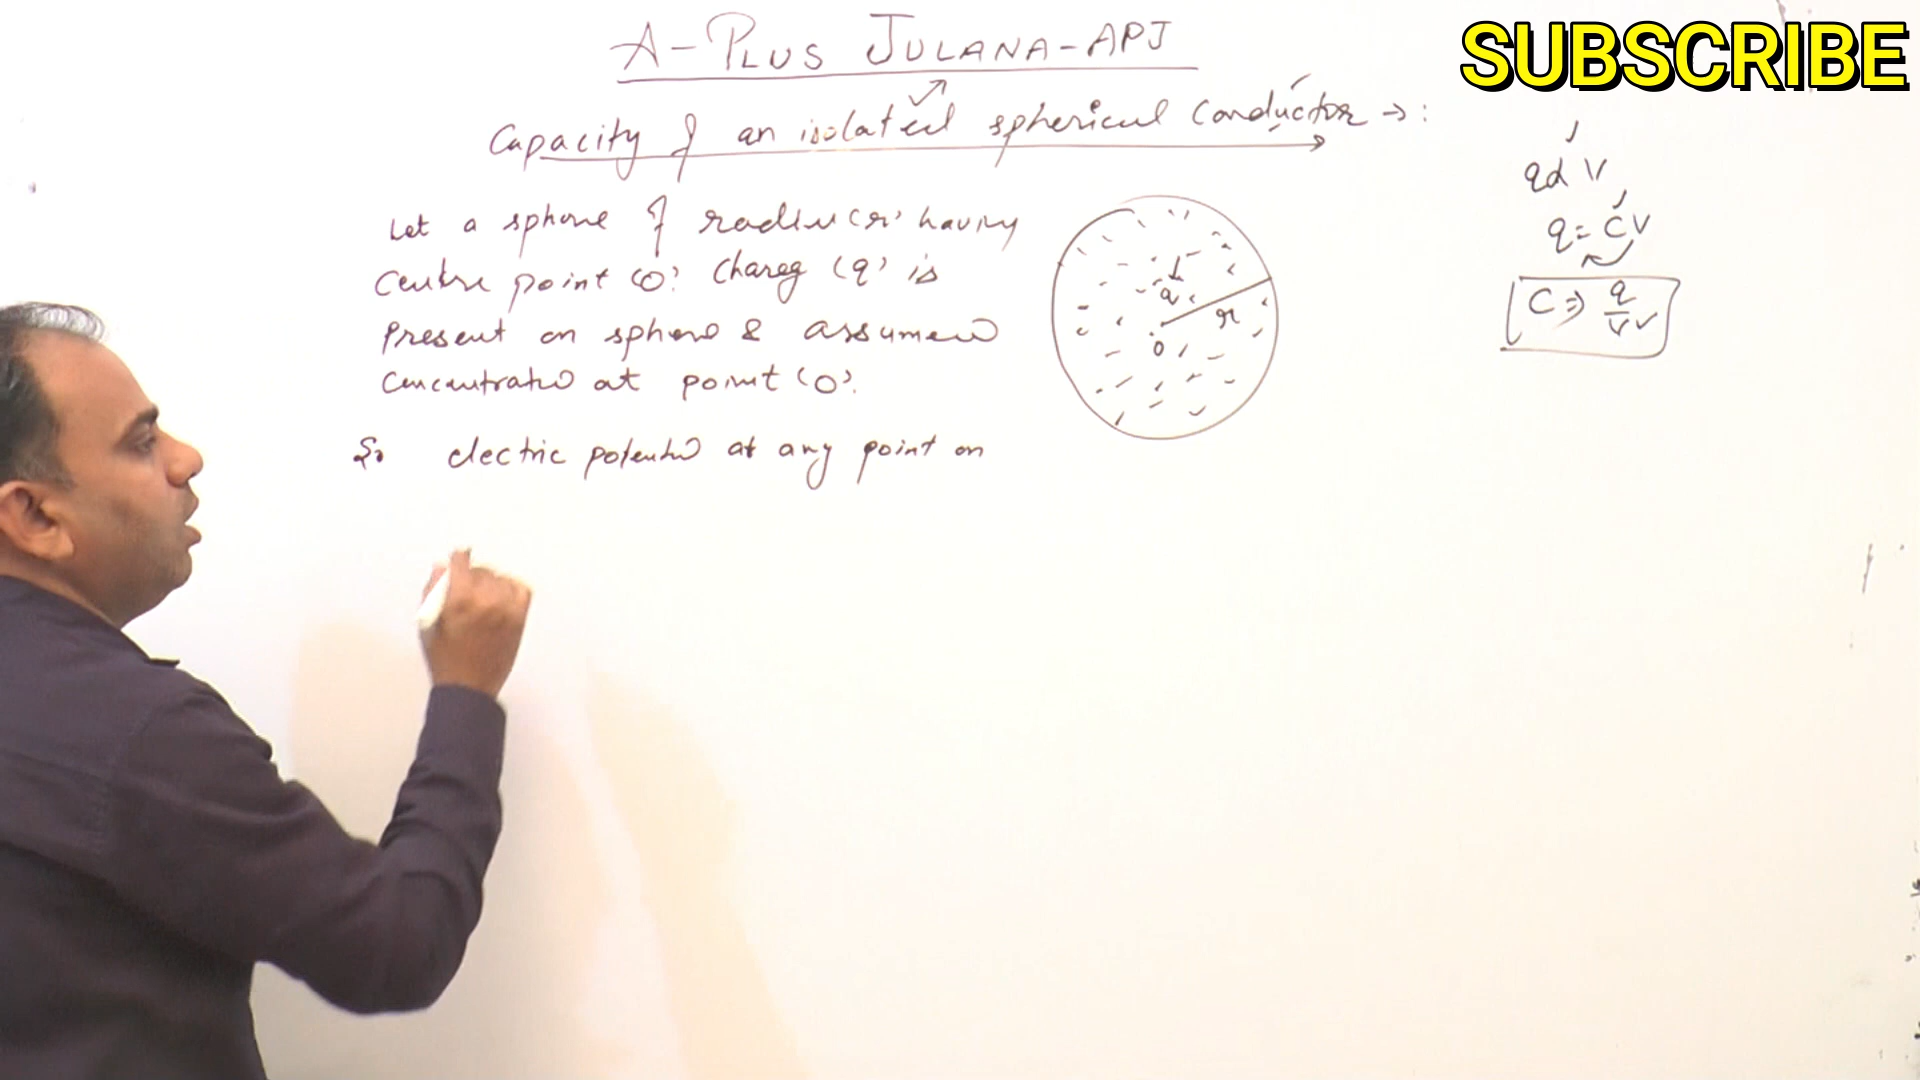 A-PLUS JULANA-APJ
SUBSCRIBE
Capacity of an isolated spherical conductor →:
Let a sphere of radius 'r' having
centre point 'O'. Charge 'q' is
present on sphere & assumed
concentrated at point 'O'.
So electric potential at any point on
q α V
q = CV
C ⇒ q/V
q
r
O